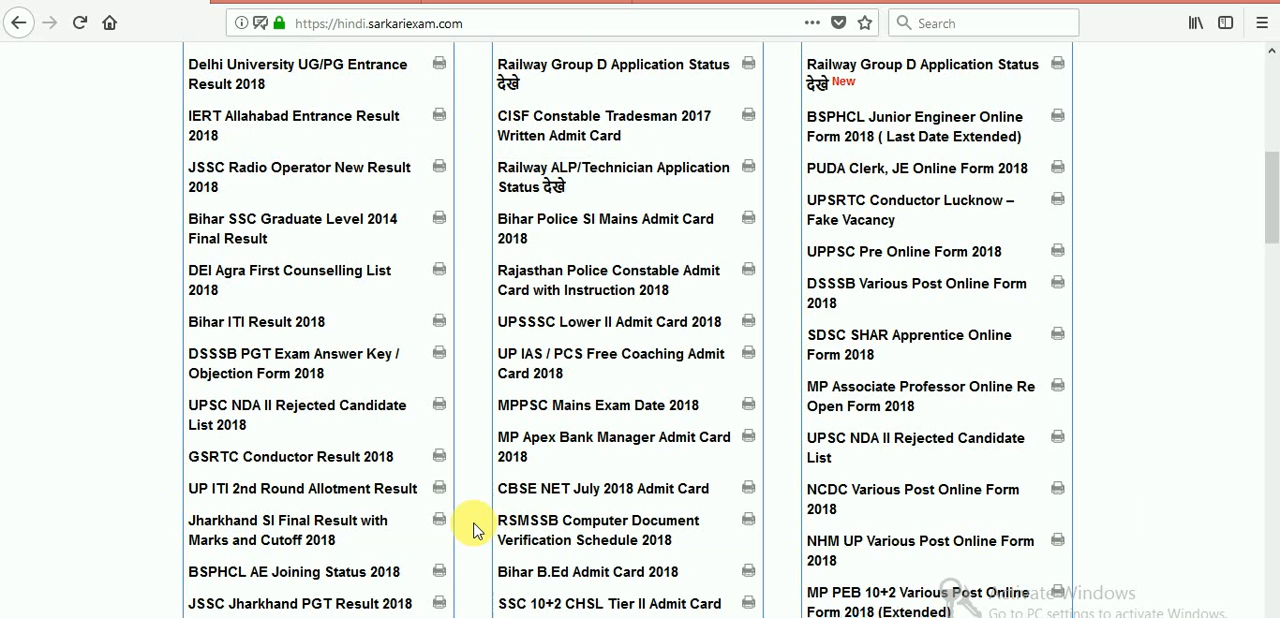 https://hindi.sarkariexam.com
Search
Delhi University UG/PG Entrance
Result 2018
IERT Allahabad Entrance Result
2018
JSSC Radio Operator New Result
2018
Bihar SSC Graduate Level 2014
Final Result
DEI Agra First Counselling List
2018
Bihar ITI Result 2018
DSSSB PGT Exam Answer Key /
Objection Form 2018
UPSC NDA II Rejected Candidate
List 2018
GSRTC Conductor Result 2018
UP ITI 2nd Round Allotment Result
Jharkhand SI Final Result with
Marks and Cutoff 2018
BSPHCL AE Joining Status 2018
JSSC Jharkhand PGT Result 2018
Railway Group D Application Status
देखे
CISF Constable Tradesman 2017
Written Admit Card
Railway ALP/Technician Application
Status देखे
Bihar Police SI Mains Admit Card
2018
Rajasthan Police Constable Admit
Card with Instruction 2018
UPSSSC Lower II Admit Card 2018
UP IAS / PCS Free Coaching Admit
Card 2018
MPPSC Mains Exam Date 2018
MP Apex Bank Manager Admit Card
2018
CBSE NET July 2018 Admit Card
RSMSSB Computer Document
Verification Schedule 2018
Bihar B.Ed Admit Card 2018
SSC 10+2 CHSL Tier II Admit Card
Railway Group D Application Status
देखे New
BSPHCL Junior Engineer Online
Form 2018 ( Last Date Extended)
PUDA Clerk, JE Online Form 2018
UPSRTC Conductor Lucknow –
Fake Vacancy
UPPSC Pre Online Form 2018
DSSSB Various Post Online Form
2018
SDSC SHAR Apprentice Online
Form 2018
MP Associate Professor Online Re
Open Form 2018
UPSC NDA II Rejected Candidate
List
NCDC Various Post Online Form
2018
NHM UP Various Post Online Form
2018
MP PEB 10+2 Various Post Online
Form 2018 (Extended)
Activate Windows
Go to PC settings to activate Windows.